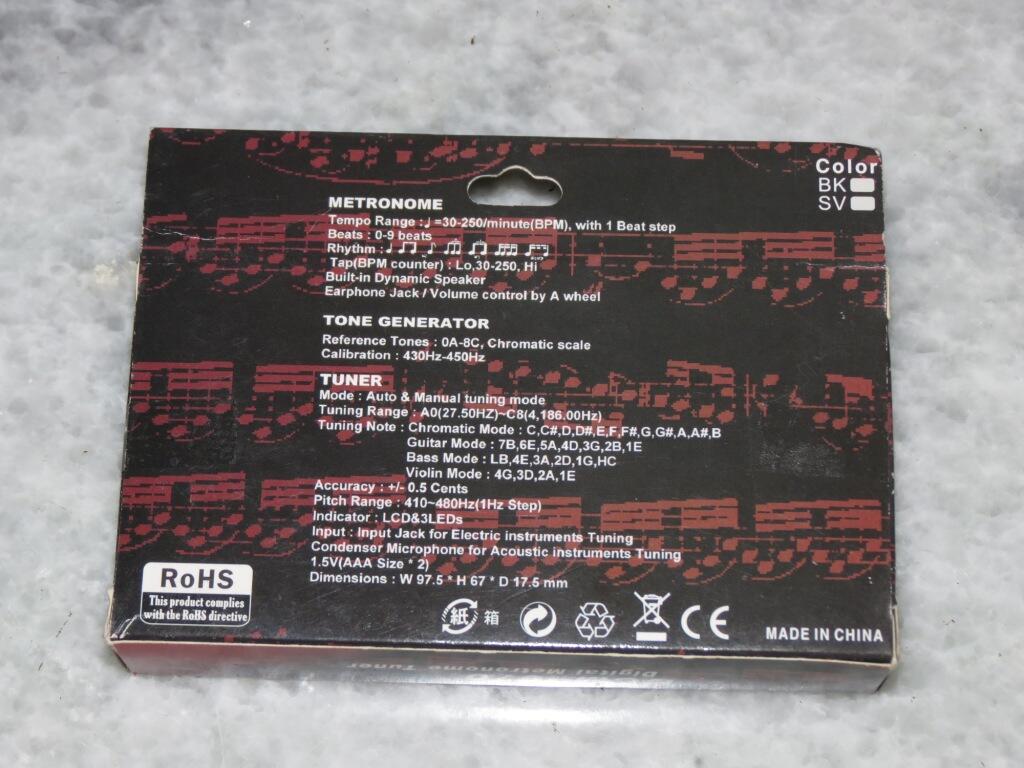 Color
BK
SV
METRONOME
Tempo Range : ♩ =30-250/minute(BPM), with 1 Beat step
Beats : 0-9 beats
Rhythm :
Tap(BPM counter) : Lo,30-250, Hi
Built-in Dynamic Speaker
Earphone Jack / Volume control by A wheel
TONE GENERATOR
Reference Tones : 0A-8C, Chromatic scale
Calibration : 430Hz-450Hz
TUNER
Mode : Auto & Manual tuning mode
Tuning Range : A0(27.50HZ)~C8(4,186.00Hz)
Tuning Note : Chromatic Mode : C,C#,D,D#,E,F,F#,G,G#,A,A#,B
Guitar Mode : 7B,6E,5A,4D,3G,2B,1E
Bass Mode : LB,4E,3A,2D,1G,HC
Violin Mode : 4G,3D,2A,1E
Accuracy : +/- 0.5 Cents
Pitch Range : 410~480Hz(1Hz Step)
Indicator : LCD&3LEDs
Input : Input Jack for Electric instruments Tuning
Condenser Microphone for Acoustic instruments Tuning
1.5V(AAA Size * 2)
Dimensions : W 97.5 * H 67 * D 17.5 mm
RoHS
This product complies
with the RoHS directive
紙 箱
CE
MADE IN CHINA
Digital Metronome Tuner